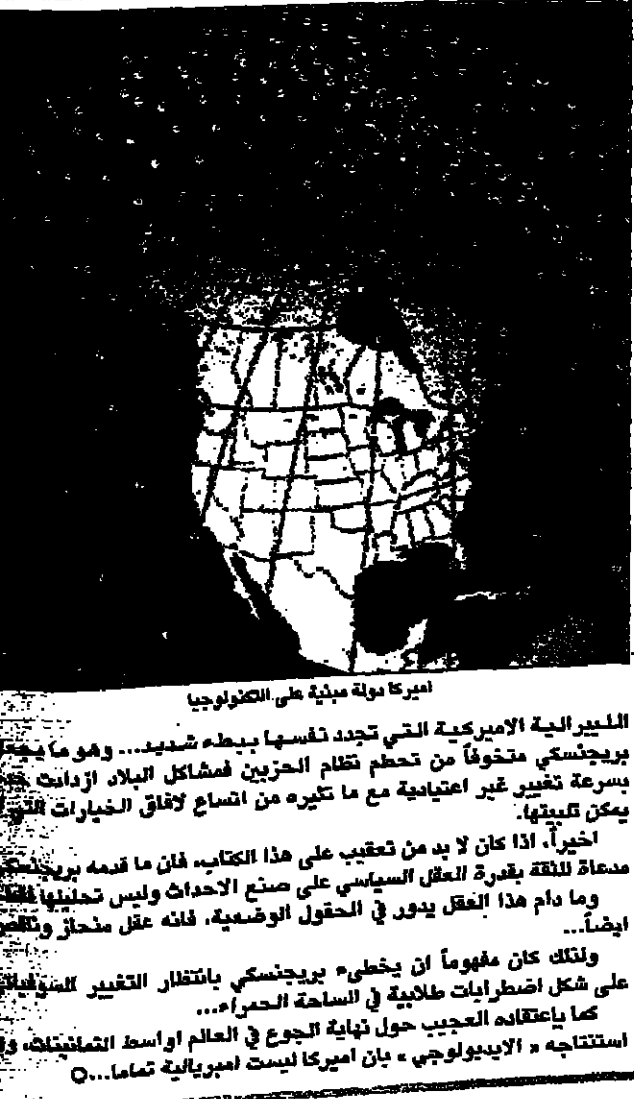 اميركا دولة مبنية على التكنولوجيا
الليبرالية الاميركية التي تجدد نفسها ببطء شديد... وهو ما يجعل
بريجنسكي متخوفاً من تحطم نظام الحزبين فمشاكل البلاد ازدادت
بسرعة تغيير غير اعتيادية مع ما تثيره من اتساع لآفاق الخيارات التي
يمكن تلبيتها.
اخيراً، اذا كان لا بد من تعقيب على هذا الكتاب، فان ما قدمه بريجنسكي
مدعاة للثقة بقدرة العقل السياسي على صنع الاحداث وليس تحليلها فقط
وما دام هذا العقل يدور في الحقول الوضعية، فانه عقل منحاز وناقص
ايضاً...
ولذلك كان مفهوماً ان يخطىء بريجنسكي بانتظار التغيير السوفياتي
على شكل اضطرابات طلابية في الساحة الحمراء...
كما باعتقاده العجيب حول نهاية الجوع في العالم اواسط الثمانينات،
استنتاجه « الايديولوجي » بان اميركا ليست امبريالية تماما...